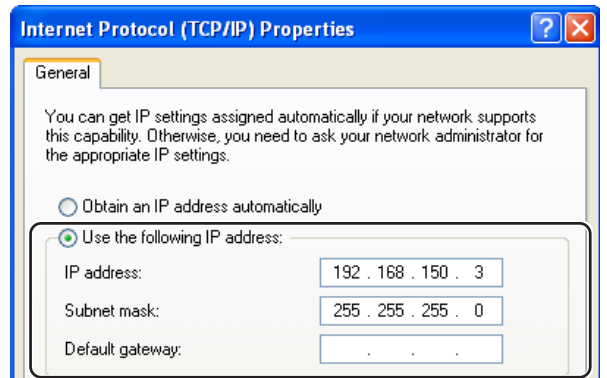 Internet Protocol (TCP/IP) Properties
General
You can get IP settings assigned automatically if your network supports
this capability. Otherwise, you need to ask your network administrator for
the appropriate IP settings.
Obtain an IP address automatically
Use the following IP address:
IP address: 192 . 168 . 150 . 3
Subnet mask: 255 . 255 . 255 . 0
Default gateway: . . .